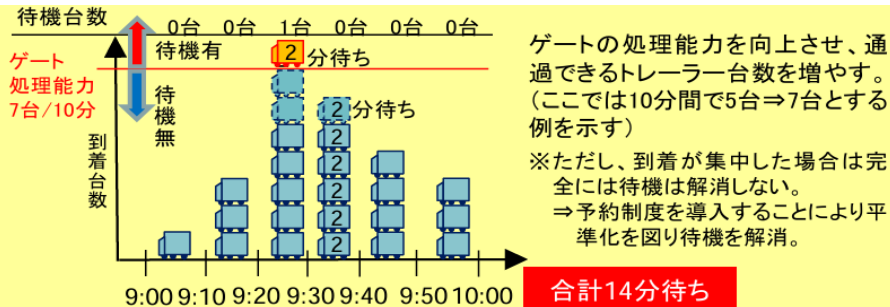 待機台数
0台 0台 1台 0台 0台 0台
待機有
2 分待ち
ゲート
処理能力
7台/10分
待機無
2 分待ち
2
2
2
2
2
到着台数
9:00 9:10 9:20 9:30 9:40 9:50 10:00
ゲートの処理能力を向上させ、通
過できるトレーラー台数を増やす。
(ここでは10分間で5台⇒7台とする
例を示す)
※ただし、到着が集中した場合は完
全には待機は解消しない。
⇒予約制度を導入することにより平
準化を図り待機を解消。
合計14分待ち